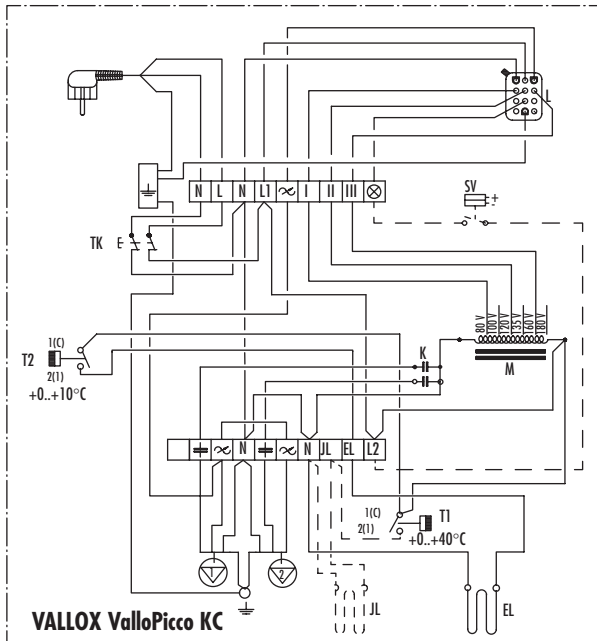 L
N L N L1 I II III
SV
+
-
TK E
80 V 100 V 120 V 135 V 160 V 180 V
1(C)
T2
2(1)
+0..+10°C
K
M
N N JL EL L2
1(C)
T1
2(1)
+0..+40°C
1 2
JL EL
VALLOX ValloPicco KC